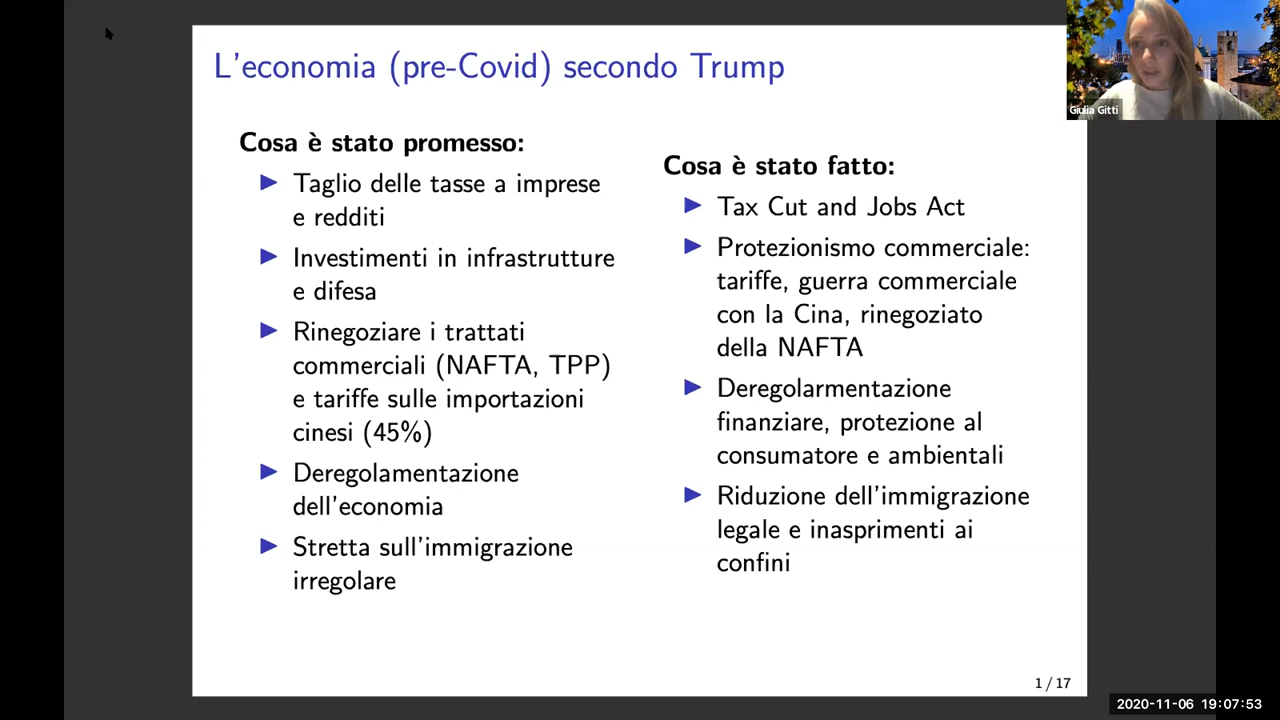 L'economia (pre-Covid) secondo Trump
Cosa è stato promesso:
Taglio delle tasse a imprese
e redditi
Investimenti in infrastrutture
e difesa
Rinegoziare i trattati
commerciali (NAFTA, TPP)
e tariffe sulle importazioni
cinesi (45%)
Deregolamentazione
dell'economia
Stretta sull'immigrazione
irregolare
Cosa è stato fatto:
Tax Cut and Jobs Act
Protezionismo commerciale:
tariffe, guerra commerciale
con la Cina, rinegoziato
della NAFTA
Deregolarmentazione
finanziare, protezione al
consumatore e ambientali
Riduzione dell'immigrazione
legale e inasprimenti ai
confini
1 / 17
Giulia Gitti
2020-11-06 19:07:53